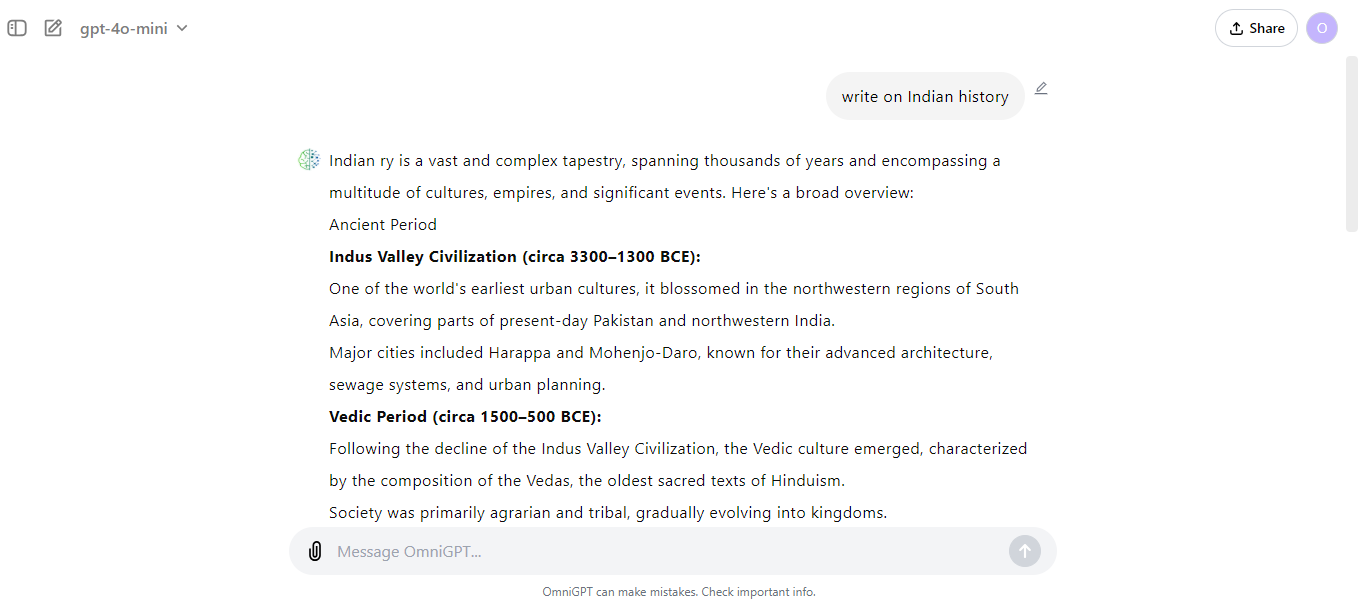 gpt-4o-mini
Share
O
write on Indian history
Indian ry is a vast and complex tapestry, spanning thousands of years and encompassing a
multitude of cultures, empires, and significant events. Here's a broad overview:
Ancient Period
Indus Valley Civilization (circa 3300–1300 BCE):
One of the world's earliest urban cultures, it blossomed in the northwestern regions of South
Asia, covering parts of present-day Pakistan and northwestern India.
Major cities included Harappa and Mohenjo-Daro, known for their advanced architecture,
sewage systems, and urban planning.
Vedic Period (circa 1500–500 BCE):
Following the decline of the Indus Valley Civilization, the Vedic culture emerged, characterized
by the composition of the Vedas, the oldest sacred texts of Hinduism.
Society was primarily agrarian and tribal, gradually evolving into kingdoms.
Message OmniGPT...
OmniGPT can make mistakes. Check important info.